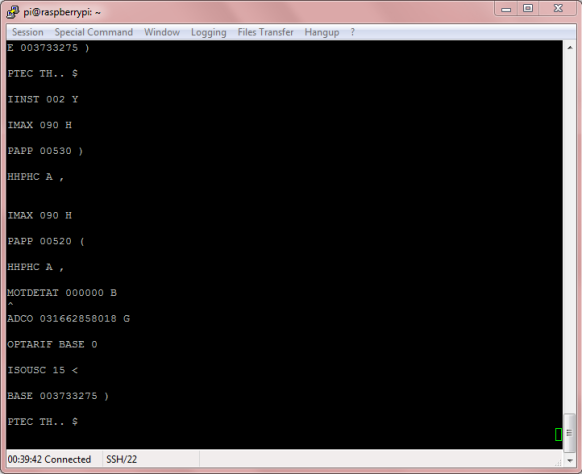 pi@raspberrypi: ~
Session Special Command Window Logging Files Transfer Hangup ?
E 003733275 )
PTEC TH.. $
IINST 002 Y
IMAX 090 H
PAPP 00530 )
HHPHC A ,
IMAX 090 H
PAPP 00520 (
HHPHC A ,
MOTDETAT 000000 B
^
ADCO 031662858018 G
OPTARIF BASE 0
ISOUSC 15 <
BASE 003733275 )
PTEC TH.. $
00:39:42 Connected SSH/22